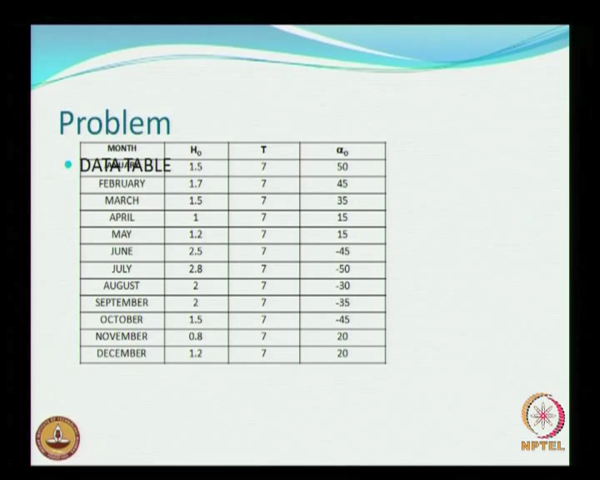 Problem
MONTH H₀ T α₀
• DATA TABLE
JANUARY 1.5 7 50
FEBRUARY 1.7 7 45
MARCH 1.5 7 35
APRIL 1 7 15
MAY 1.2 7 15
JUNE 2.5 7 -45
JULY 2.8 7 -50
AUGUST 2 7 -30
SEPTEMBER 2 7 -35
OCTOBER 1.5 7 -45
NOVEMBER 0.8 7 20
DECEMBER 1.2 7 20
NPTEL